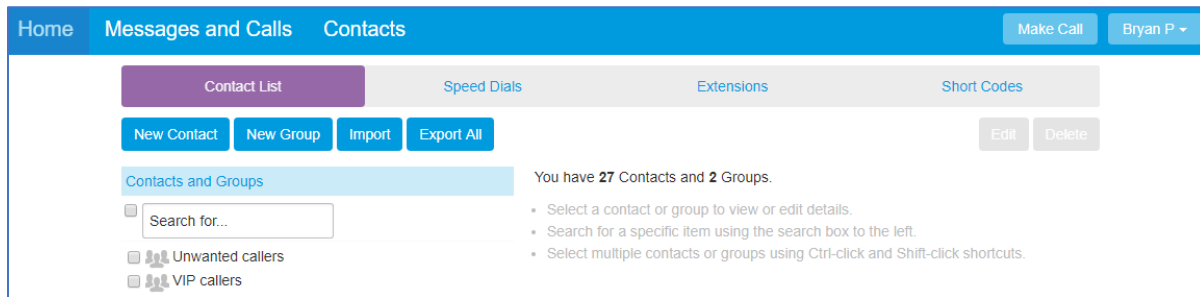 Home Messages and Calls Contacts Make Call Bryan P
Contact List Speed Dials Extensions Short Codes
New Contact New Group Import Export All Edit Delete
Contacts and Groups
Search for...
Unwanted callers
VIP callers
You have 27 Contacts and 2 Groups.
• Select a contact or group to view or edit details.
• Search for a specific item using the search box to the left.
• Select multiple contacts or groups using Ctrl-click and Shift-click shortcuts.